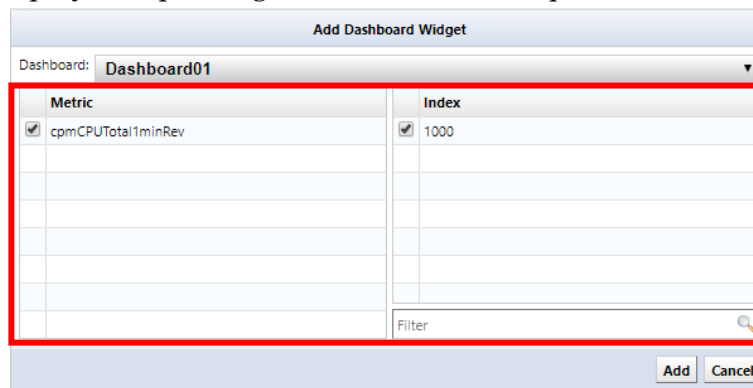 Add Dashboard Widget
Dashboard: Dashboard01
Metric Index
cpmCPUTotal1minRev 1000
Filter
Add Cancel